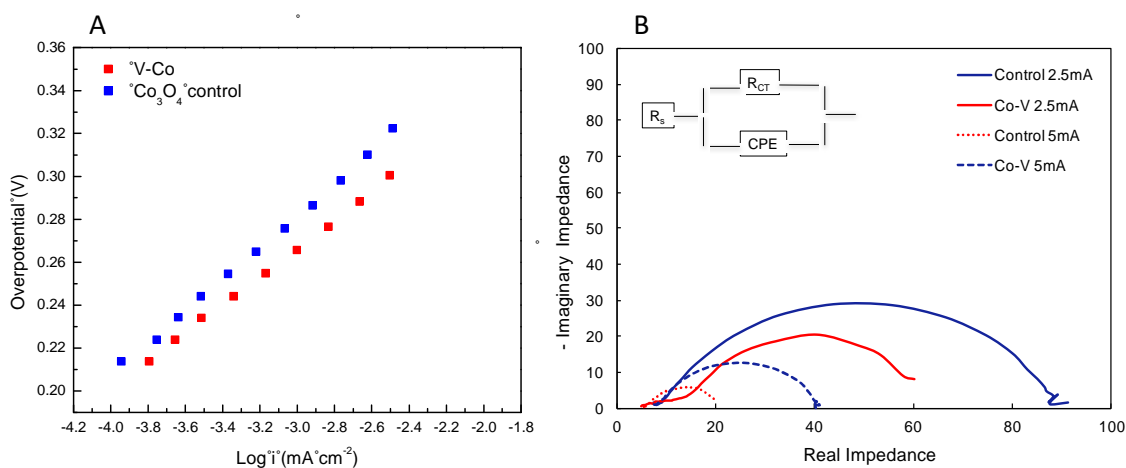 A
°
0.36
0.34
0.32
0.30
0.28
0.26
0.24
0.22
0.20
Overpotential°(V)
°V-Co
°Co3O4°control
-4.2 -4.0 -3.8 -3.6 -3.4 -3.2 -3.0 -2.8 -2.6 -2.4 -2.2 -2.0 -1.8
Log°i°(mA°cm-2)
°
B
100
90
80
70
60
50
40
30
20
10
0
- Imaginary Impedance
RS
RCT
CPE
Control 2.5mA
Co-V 2.5mA
Control 5mA
Co-V 5mA
0 20 40 60 80 100
Real Impedance